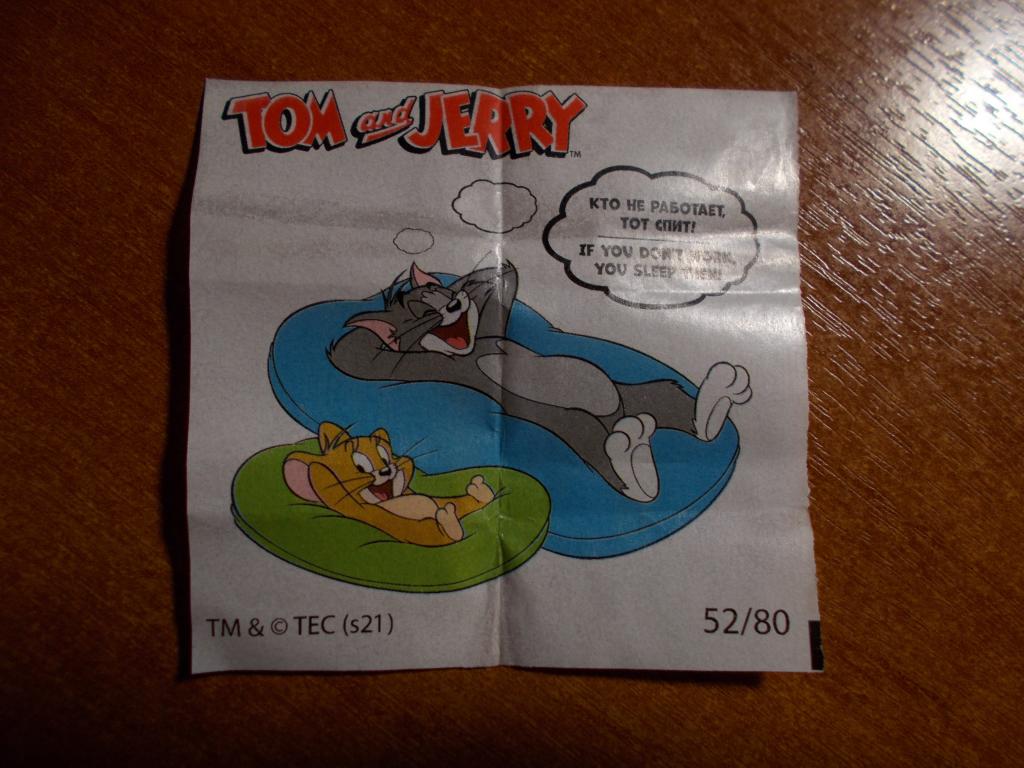 TOM and JERRY™
КТО НЕ РАБОТАЕТ,
ТОТ СПИТ!
IF YOU DON'T WORK,
YOU SLEEP THEN!
TM & © TEC (s21)
52/80